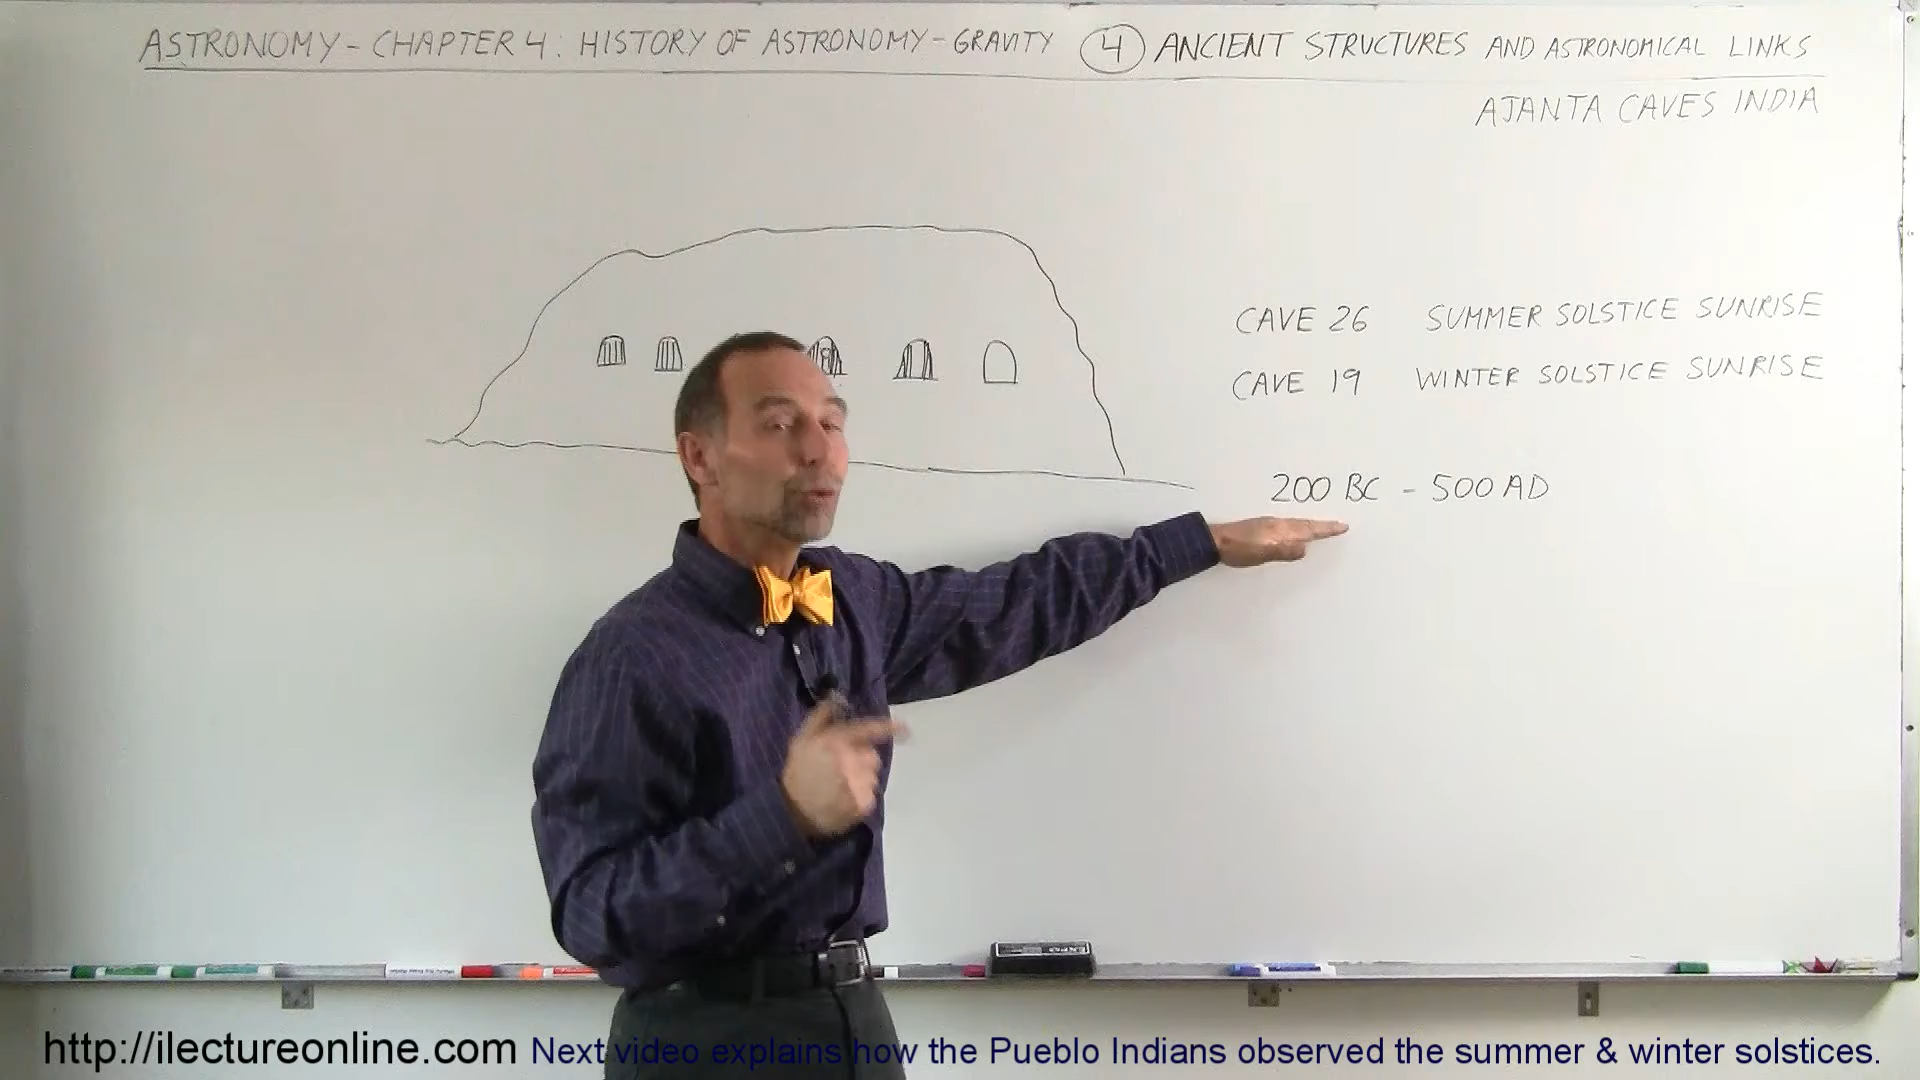 ASTRONOMY - CHAPTER 4: HISTORY OF ASTRONOMY - GRAVITY 4 ANCIENT STRUCTURES AND ASTRONOMICAL LINKS
AJANTA CAVES INDIA
CAVE 26 SUMMER SOLSTICE SUNRISE
CAVE 19 WINTER SOLSTICE SUNRISE
200 BC - 500 AD
http://ilectureonline.com Next video explains how the Pueblo Indians observed the summer & winter solstices.